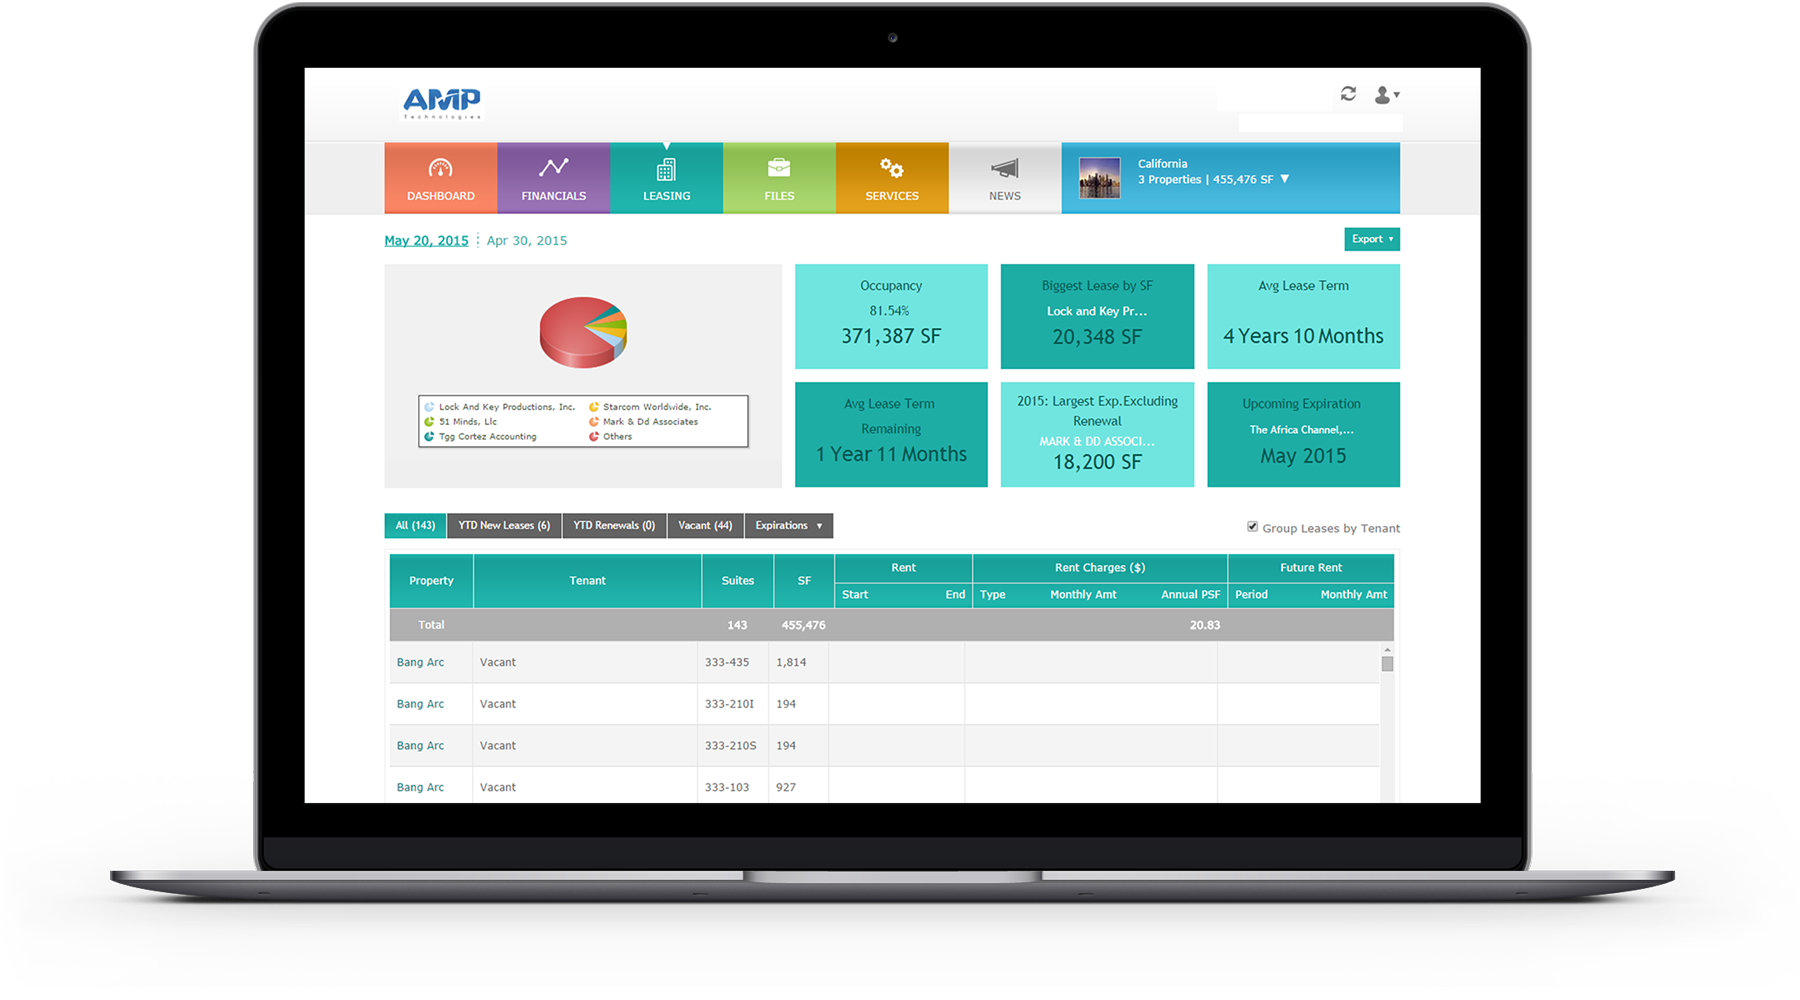 AMP
Technologies
DASHBOARD
FINANCIALS
LEASING
FILES
SERVICES
NEWS
California
3 Properties | 455,476 SF ▼
May 20, 2015 Apr 30, 2015
Export ▾
Lock And Key Productions, Inc. Starcom Worldwide, Inc.
51 Minds, Llc Mark & Dd Associates
Tgg Cortez Accounting Others
Occupancy
81.54%
371,387 SF
Biggest Lease by SF
Lock and Key Pr...
20,348 SF
Avg Lease Term
4 Years 10 Months
Avg Lease Term
Remaining
1 Year 11 Months
2015: Largest Exp.Excluding
Renewal
MARK & DD ASSOCI...
18,200 SF
Upcoming Expiration
The Africa Channel,...
May 2015
All (143) YTD New Leases (6) YTD Renewals (0) Vacant (44) Expirations ▼
Group Leases by Tenant
Property Tenant Suites SF Rent Rent Charges ($) Future Rent
Start End Type Monthly Amt Annual PSF Period Monthly Amt
Total 143 455,476 20.83
Bang Arc Vacant 333-435 1,814
Bang Arc Vacant 333-210I 194
Bang Arc Vacant 333-210S 194
Bang Arc Vacant 333-103 927